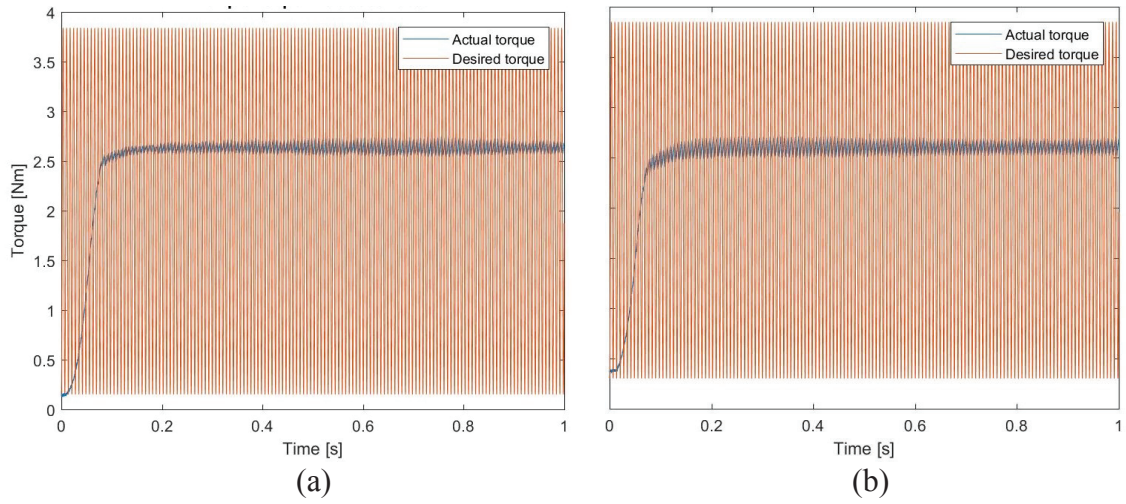 4
3.5
3
2.5
2
1.5
1
0.5
0
Torque [Nm]
Actual torque
Desired torque
0 0.2 0.4 0.6 0.8 1
Time [s]
(a)
Actual torque
Desired torque
0 0.2 0.4 0.6 0.8 1
Time [s]
(b)